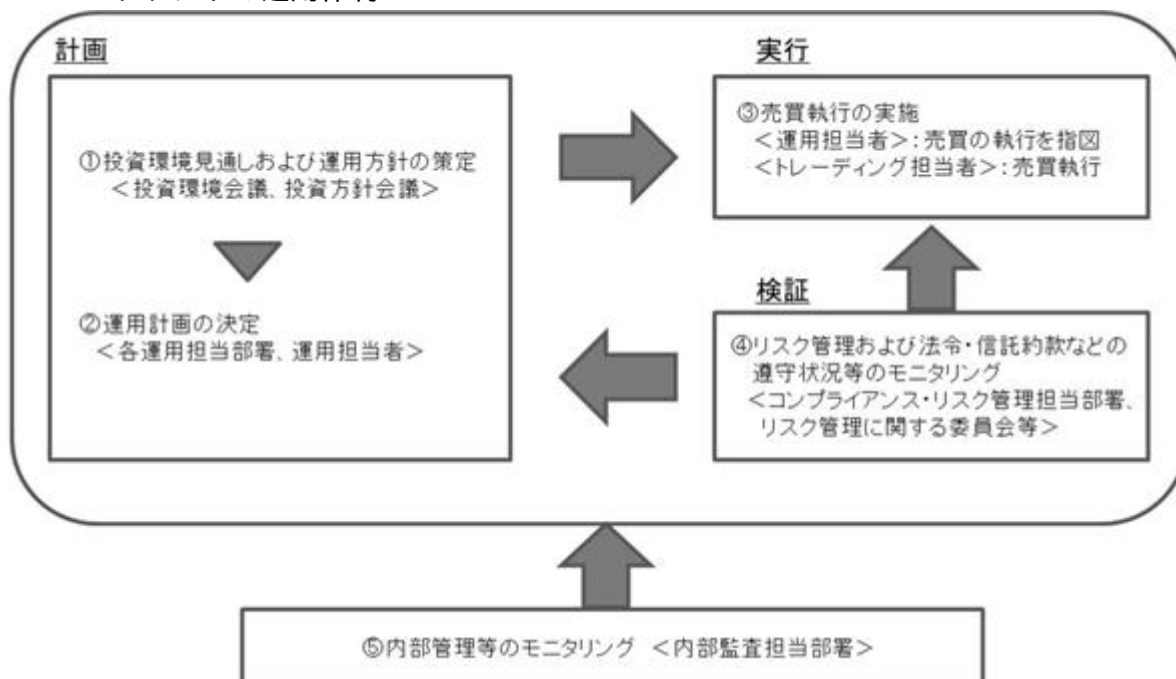 計画
①投資環境見通しおよび運用方針の策定
＜投資環境会議、投資方針会議＞
②運用計画の決定
＜各運用担当部署、運用担当者＞
実行
③売買執行の実施
＜運用担当者＞：売買の執行を指図
＜トレーディング担当者＞：売買執行
検証
④リスク管理および法令・信託約款などの
遵守状況等のモニタリング
＜コンプライアンス・リスク管理担当部署、
リスク管理に関する委員会等＞
⑤内部管理等のモニタリング ＜内部監査担当部署＞